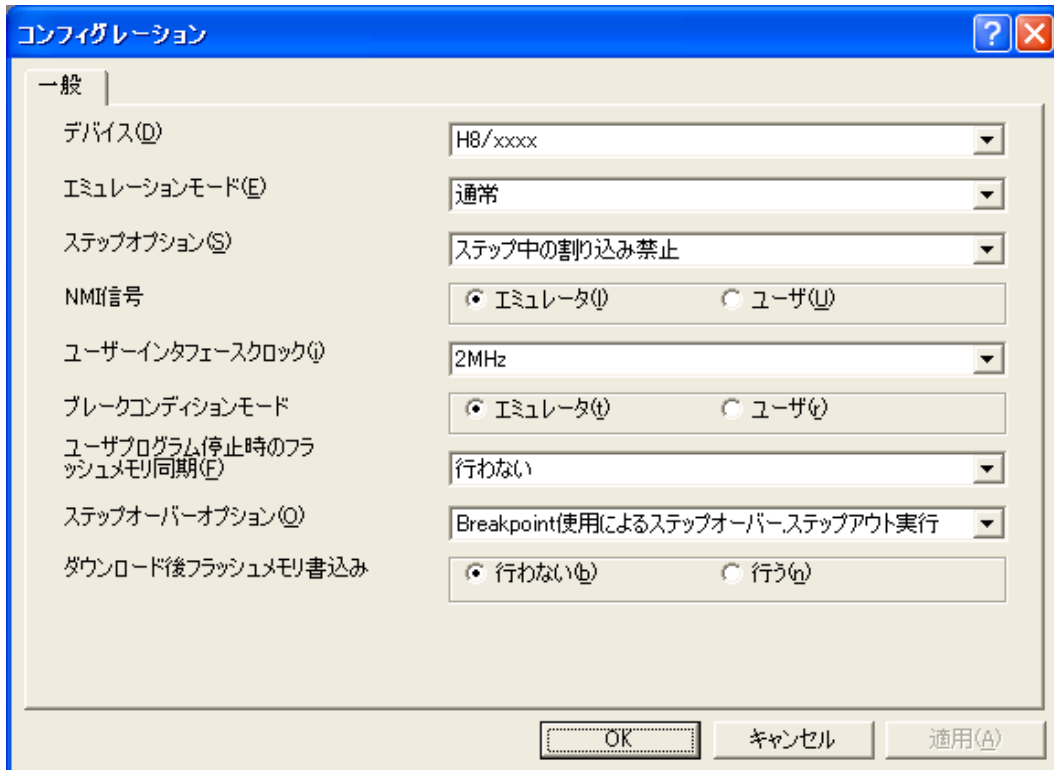 コンフィグレーション
一般
デバイス(D) H8/xxxx
エミュレーションモード(E) 通常
ステップオプション(S) ステップ中の割り込み禁止
NMI信号 エミュレータ(I) ユーザ(U)
ユーザーインタフェースクロック(i) 2MHz
ブレークコンディションモード エミュレータ(t) ユーザ(r)
ユーザプログラム停止時のフラ
ッシュメモリ同期(F) 行わない
ステップオーバーオプション(O) Breakpoint使用によるステップオーバー,ステップアウト実行
ダウンロード後フラッシュメモリ書込み 行わない(b) 行う(n)
OK キャンセル 適用(A)